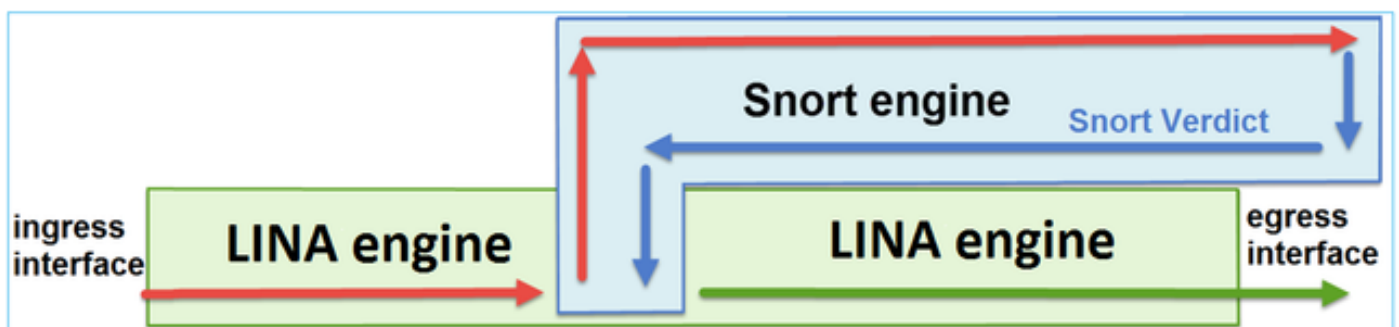 Snort engine
Snort Verdict
ingress
interface
LINA engine
LINA engine
egress
interface